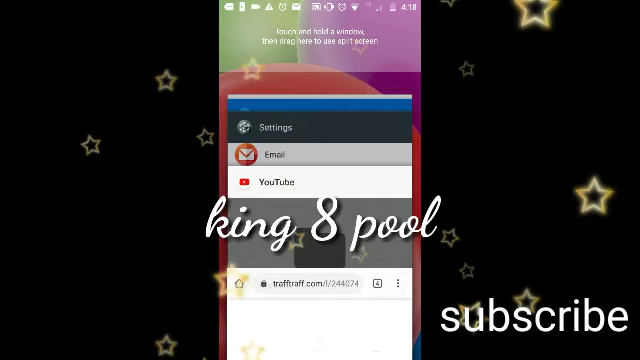 4:18
Touch and hold a window,
then drag here to use split screen
Settings
Email
YouTube
king 8 pool
trafftraff.com/l/244074
4
subscribe